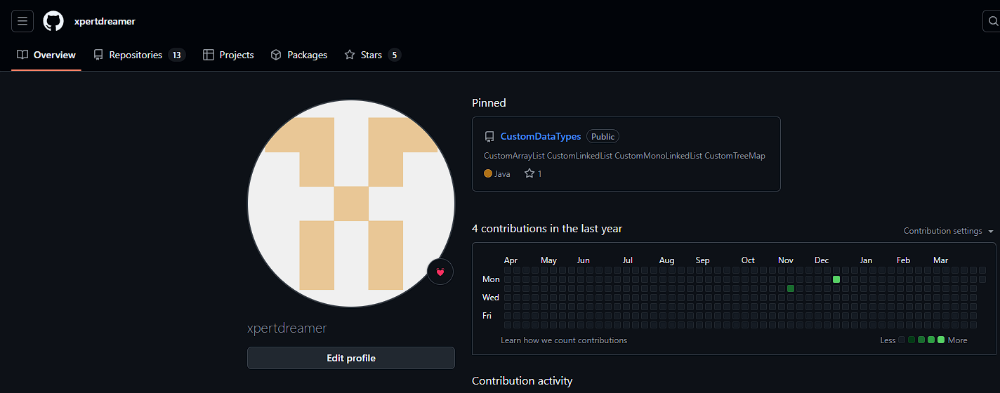 xpertdreamer
Overview Repositories 13 Projects Packages Stars 5
Pinned
CustomDataTypes Public
CustomArrayList CustomLinkedList CustomMonoLinkedList CustomTreeMap
Java 1
4 contributions in the last year
Contribution settings
Apr May Jun Jul Aug Sep Oct Nov Dec Jan Feb Mar
Mon
Wed
Fri
Learn how we count contributions
Less More
xpertdreamer
Edit profile
Contribution activity